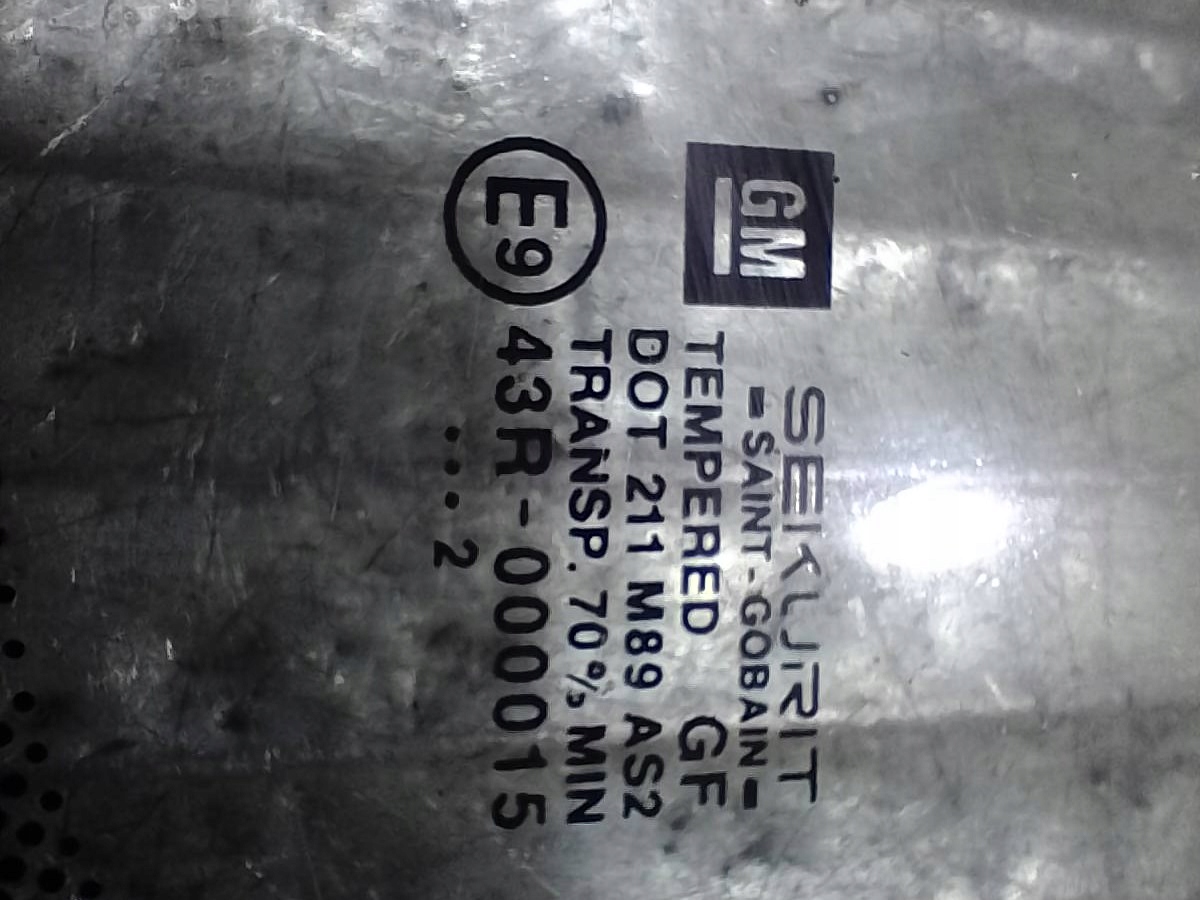 GM
SEKURIT
-SAINT-GOBAIN-
TEMPERED GF
DOT 211 M89 AS2
TRANSP. 70% MIN
E9 43R-000015
...2